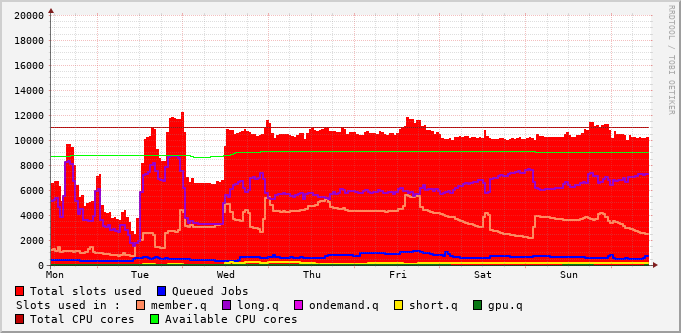 20000
18000
16000
14000
12000
10000
8000
6000
4000
2000
0
Mon Tue Wed Thu Fri Sat Sun
RRDTOOL / TOBI OETIKER
Total slots used Queued Jobs
Slots used in : member.q long.q ondemand.q short.q gpu.q
Total CPU cores Available CPU cores